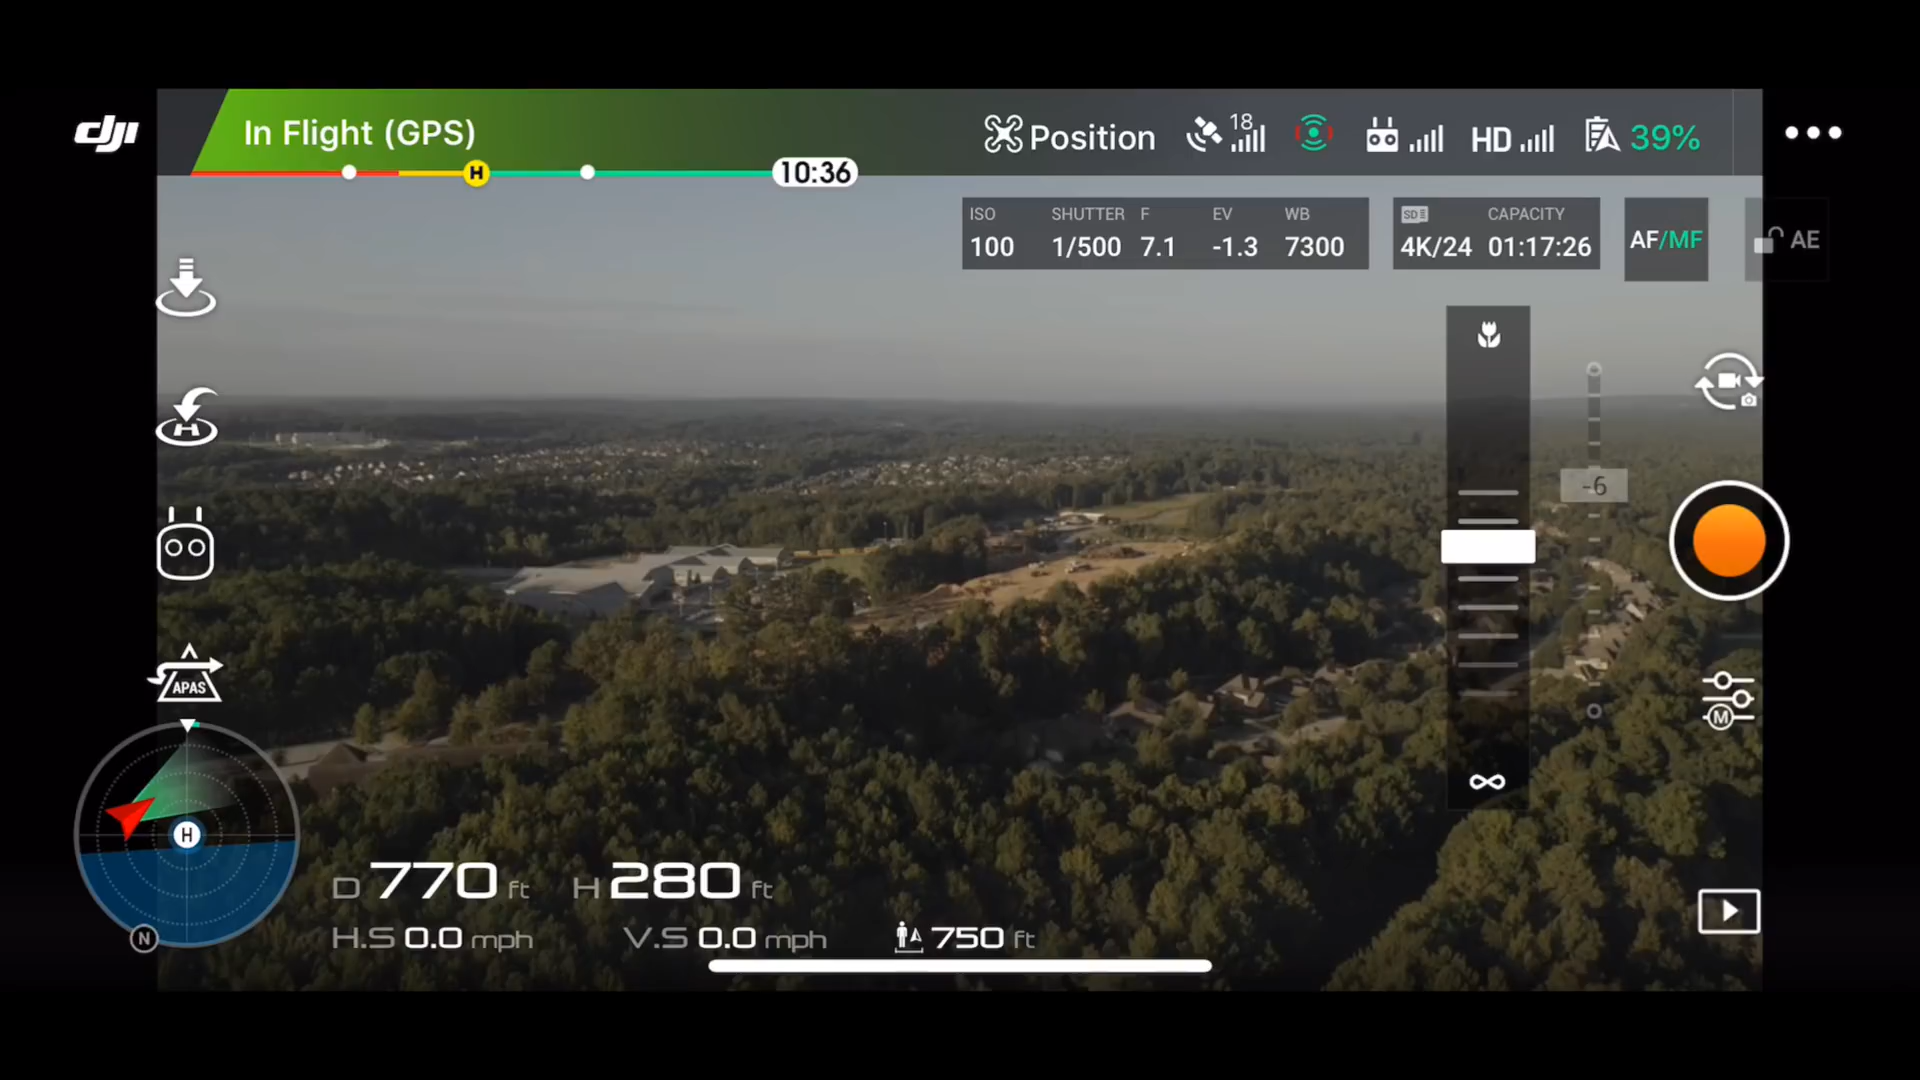 dji
In Flight (GPS)
Position
18
HD
39%
H
10:36
ISO
100
SHUTTER
1/500
F
7.1
EV
-1.3
WB
7300
SD
4K/24
CAPACITY
01:17:26
AF/MF
AE
H
-6
APAS
M
H
N
D 770 ft
H 280 ft
H.S 0.0 mph
V.S 0.0 mph
750 ft